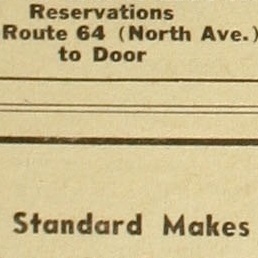 Reservations
Route 64 (North Ave.)
to Door
Standard Makes